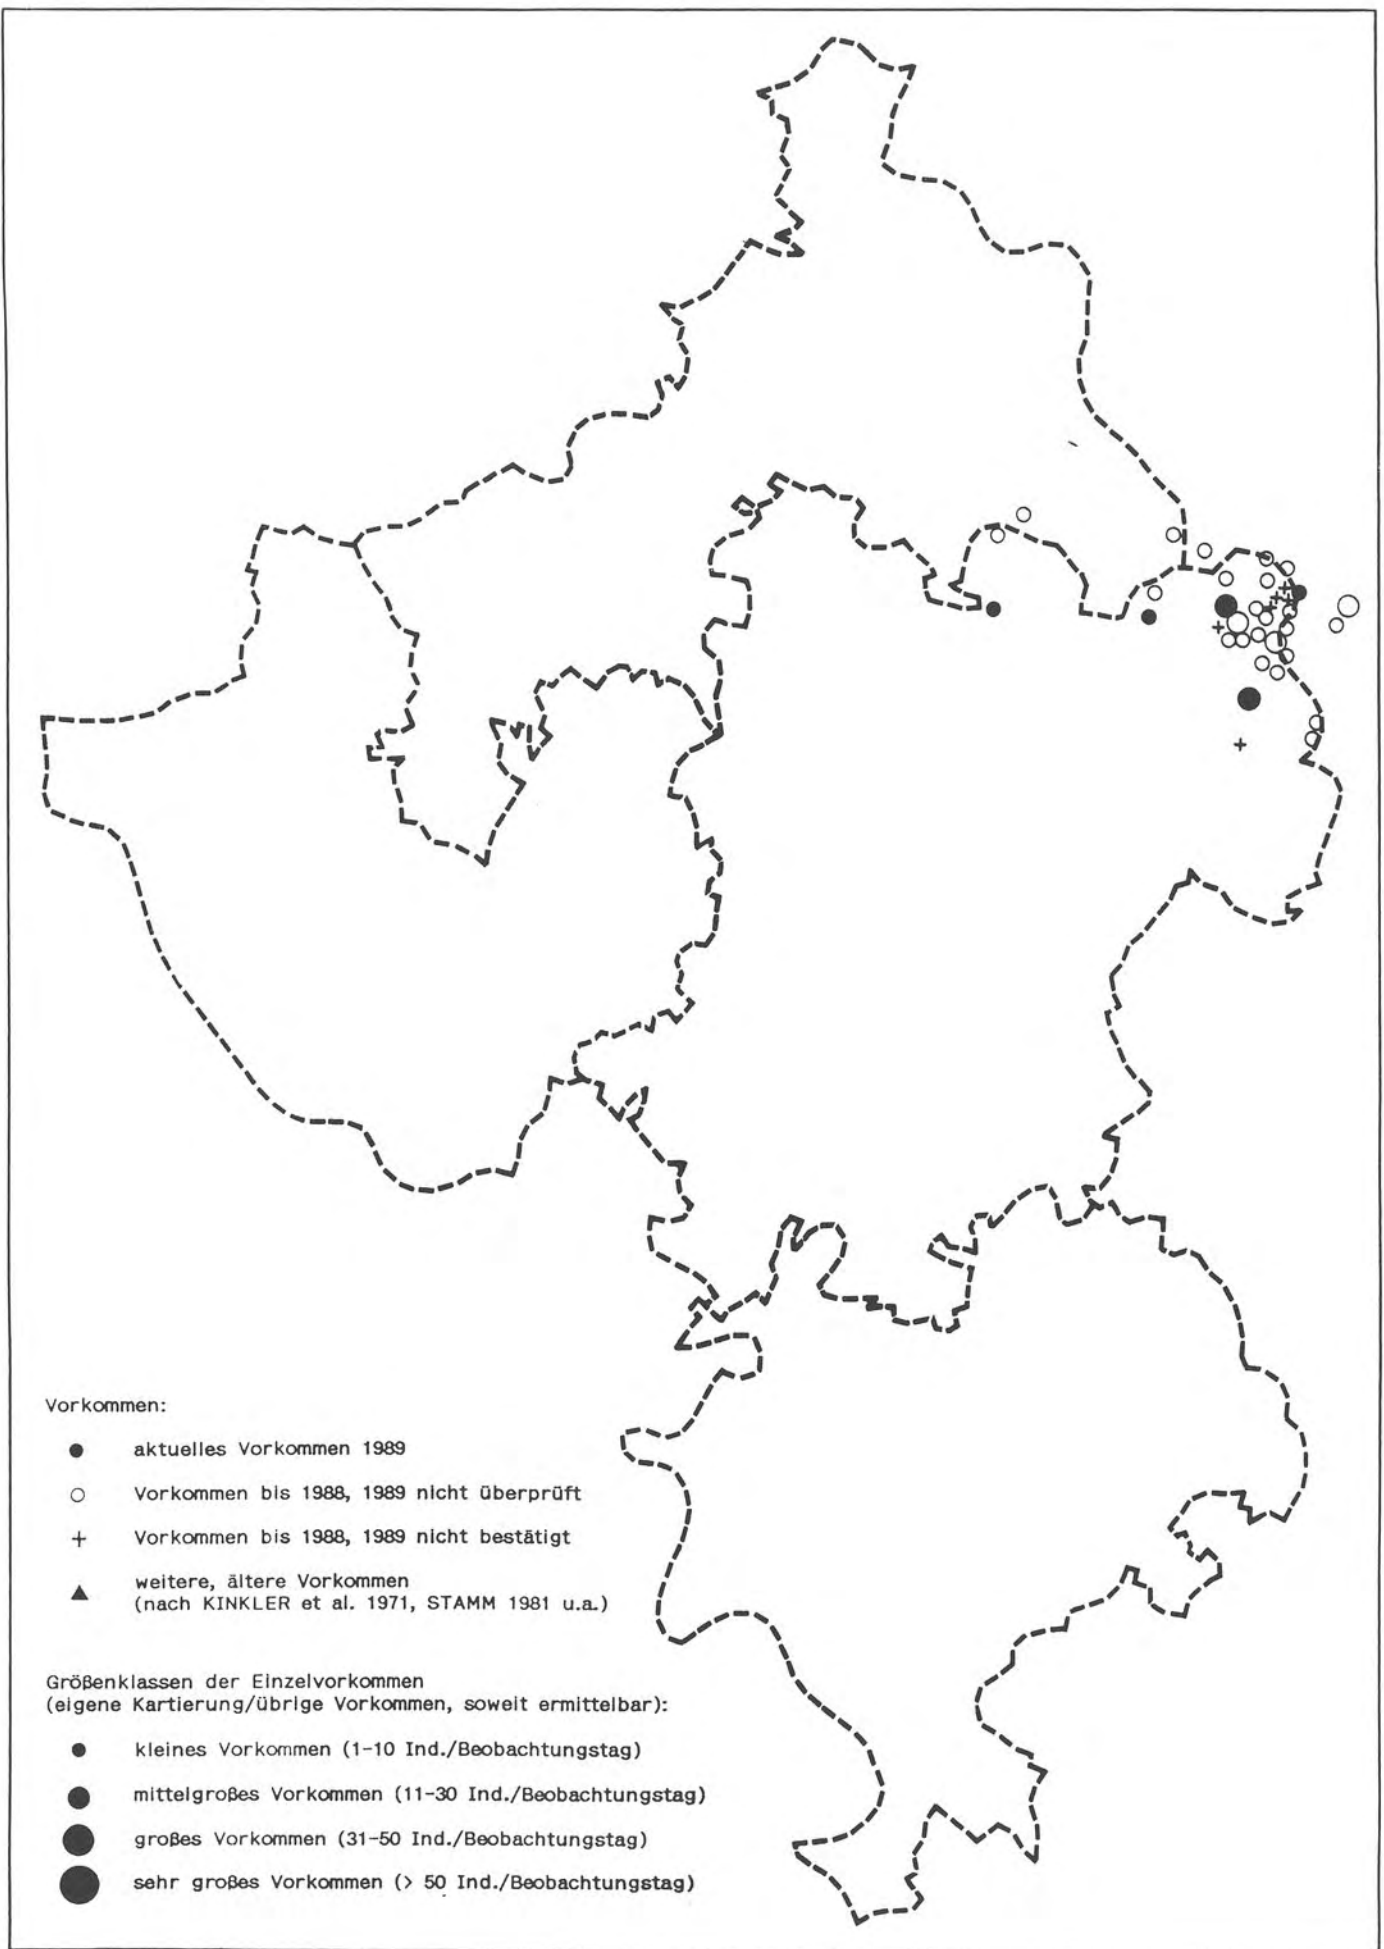 Vorkommen:
aktuelles Vorkommen 1989
Vorkommen bis 1988, 1989 nicht überprüft
Vorkommen bis 1988, 1989 nicht bestätigt
weitere, ältere Vorkommen
(nach KINKLER et al. 1971, STAMM 1981 u.a.)
Größenklassen der Einzelvorkommen
(eigene Kartierung/übrige Vorkommen, soweit ermittelbar):
kleines Vorkommen (1-10 Ind./Beobachtungstag)
mittelgroßes Vorkommen (11-30 Ind./Beobachtungstag)
großes Vorkommen (31-50 Ind./Beobachtungstag)
sehr großes Vorkommen (> 50 Ind./Beobachtungstag)